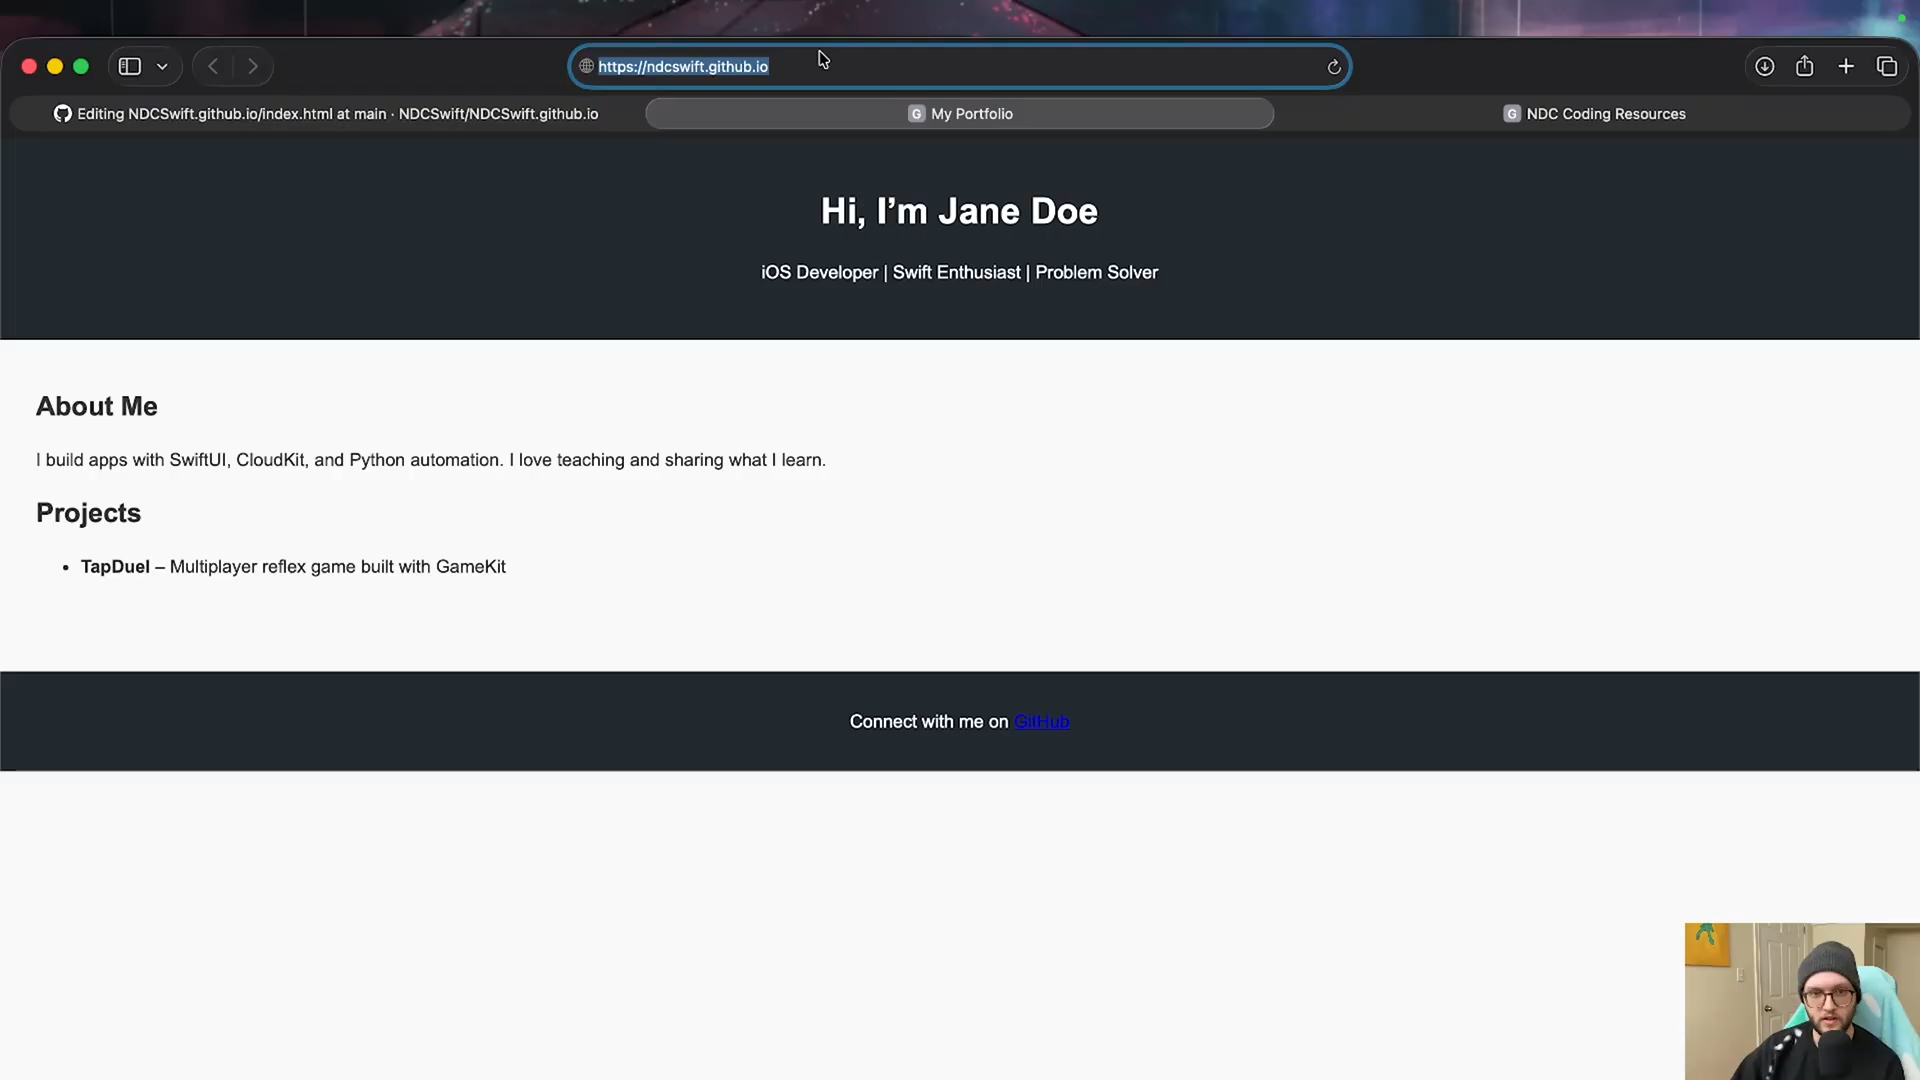 https://ndcswift.github.io
Editing NDCSwift.github.io/index.html at main · NDCSwift/NDCSwift.github.io
G My Portfolio
G NDC Coding Resources
Hi, I’m Jane Doe
iOS Developer | Swift Enthusiast | Problem Solver
About Me
I build apps with SwiftUI, CloudKit, and Python automation. I love teaching and sharing what I learn.
Projects
• TapDuel – Multiplayer reflex game built with GameKit
Connect with me on GitHub